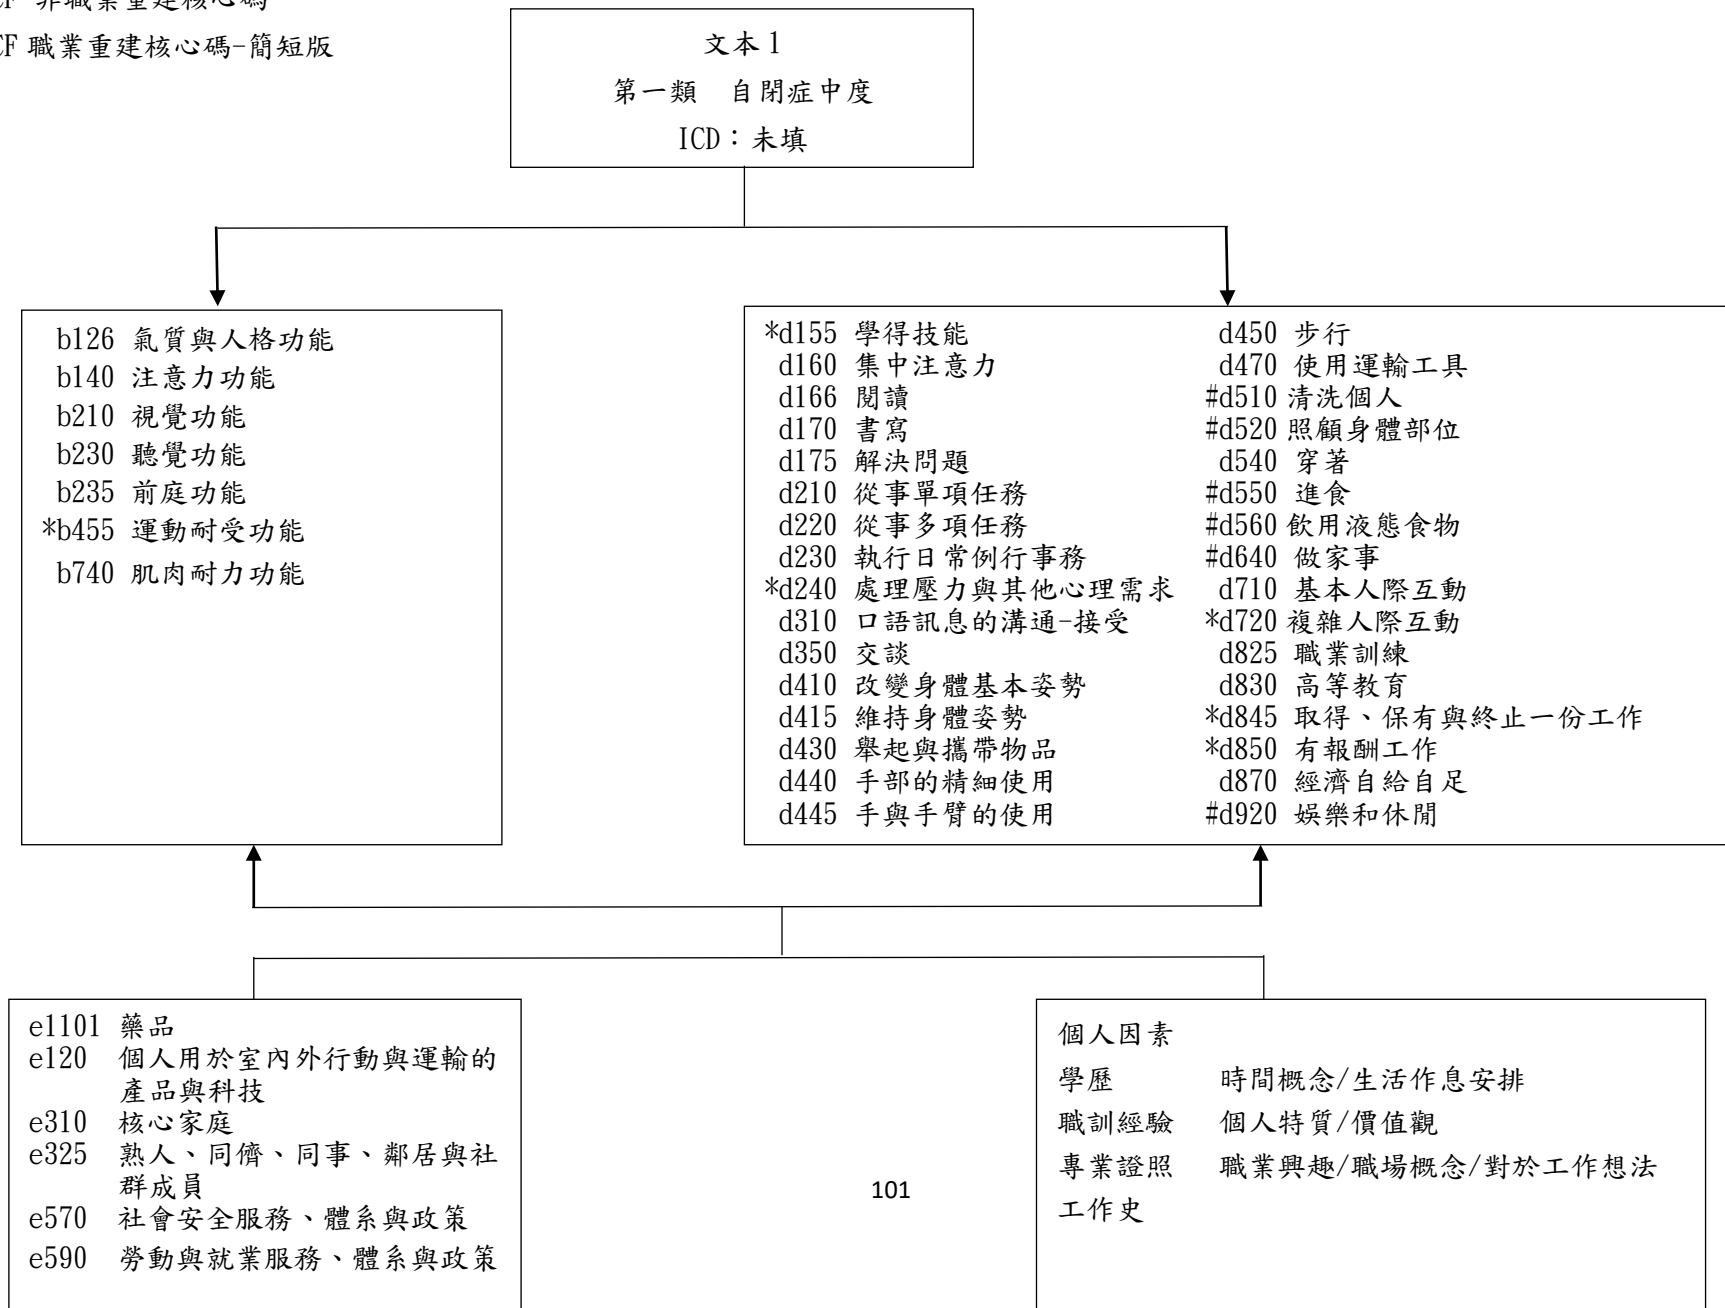 CF 非職業重建核心碼
CF 職業重建核心碼-簡短版
文本 1
第一類 自閉症中度
ICD：未填
b126 氣質與人格功能
b140 注意力功能
b210 視覺功能
b230 聽覺功能
b235 前庭功能
*b455 運動耐受功能
b740 肌肉耐力功能
*d155 學得技能
d160 集中注意力
d166 閱讀
d170 書寫
d175 解決問題
d210 從事單項任務
d220 從事多項任務
d230 執行日常例行事務
*d240 處理壓力與其他心理需求
d310 口語訊息的溝通-接受
d350 交談
d410 改變身體基本姿勢
d415 維持身體姿勢
d430 舉起與攜帶物品
d440 手部的精細使用
d445 手與手臂的使用
d450 步行
d470 使用運輸工具
#d510 清洗個人
#d520 照顧身體部位
d540 穿著
#d550 進食
#d560 飲用液態食物
#d640 做家事
d710 基本人際互動
*d720 複雜人際互動
d825 職業訓練
d830 高等教育
*d845 取得、保有與終止一份工作
*d850 有報酬工作
d870 經濟自給自足
#d920 娛樂和休閒
e1101 藥品
e120 個人用於室內外行動與運輸的
產品與科技
e310 核心家庭
e325 熟人、同儕、同事、鄰居與社
群成員
e570 社會安全服務、體系與政策
e590 勞動與就業服務、體系與政策
個人因素
學歷 時間概念/生活作息安排
職訓經驗 個人特質/價值觀
專業證照 職業興趣/職場概念/對於工作想法
工作史
101